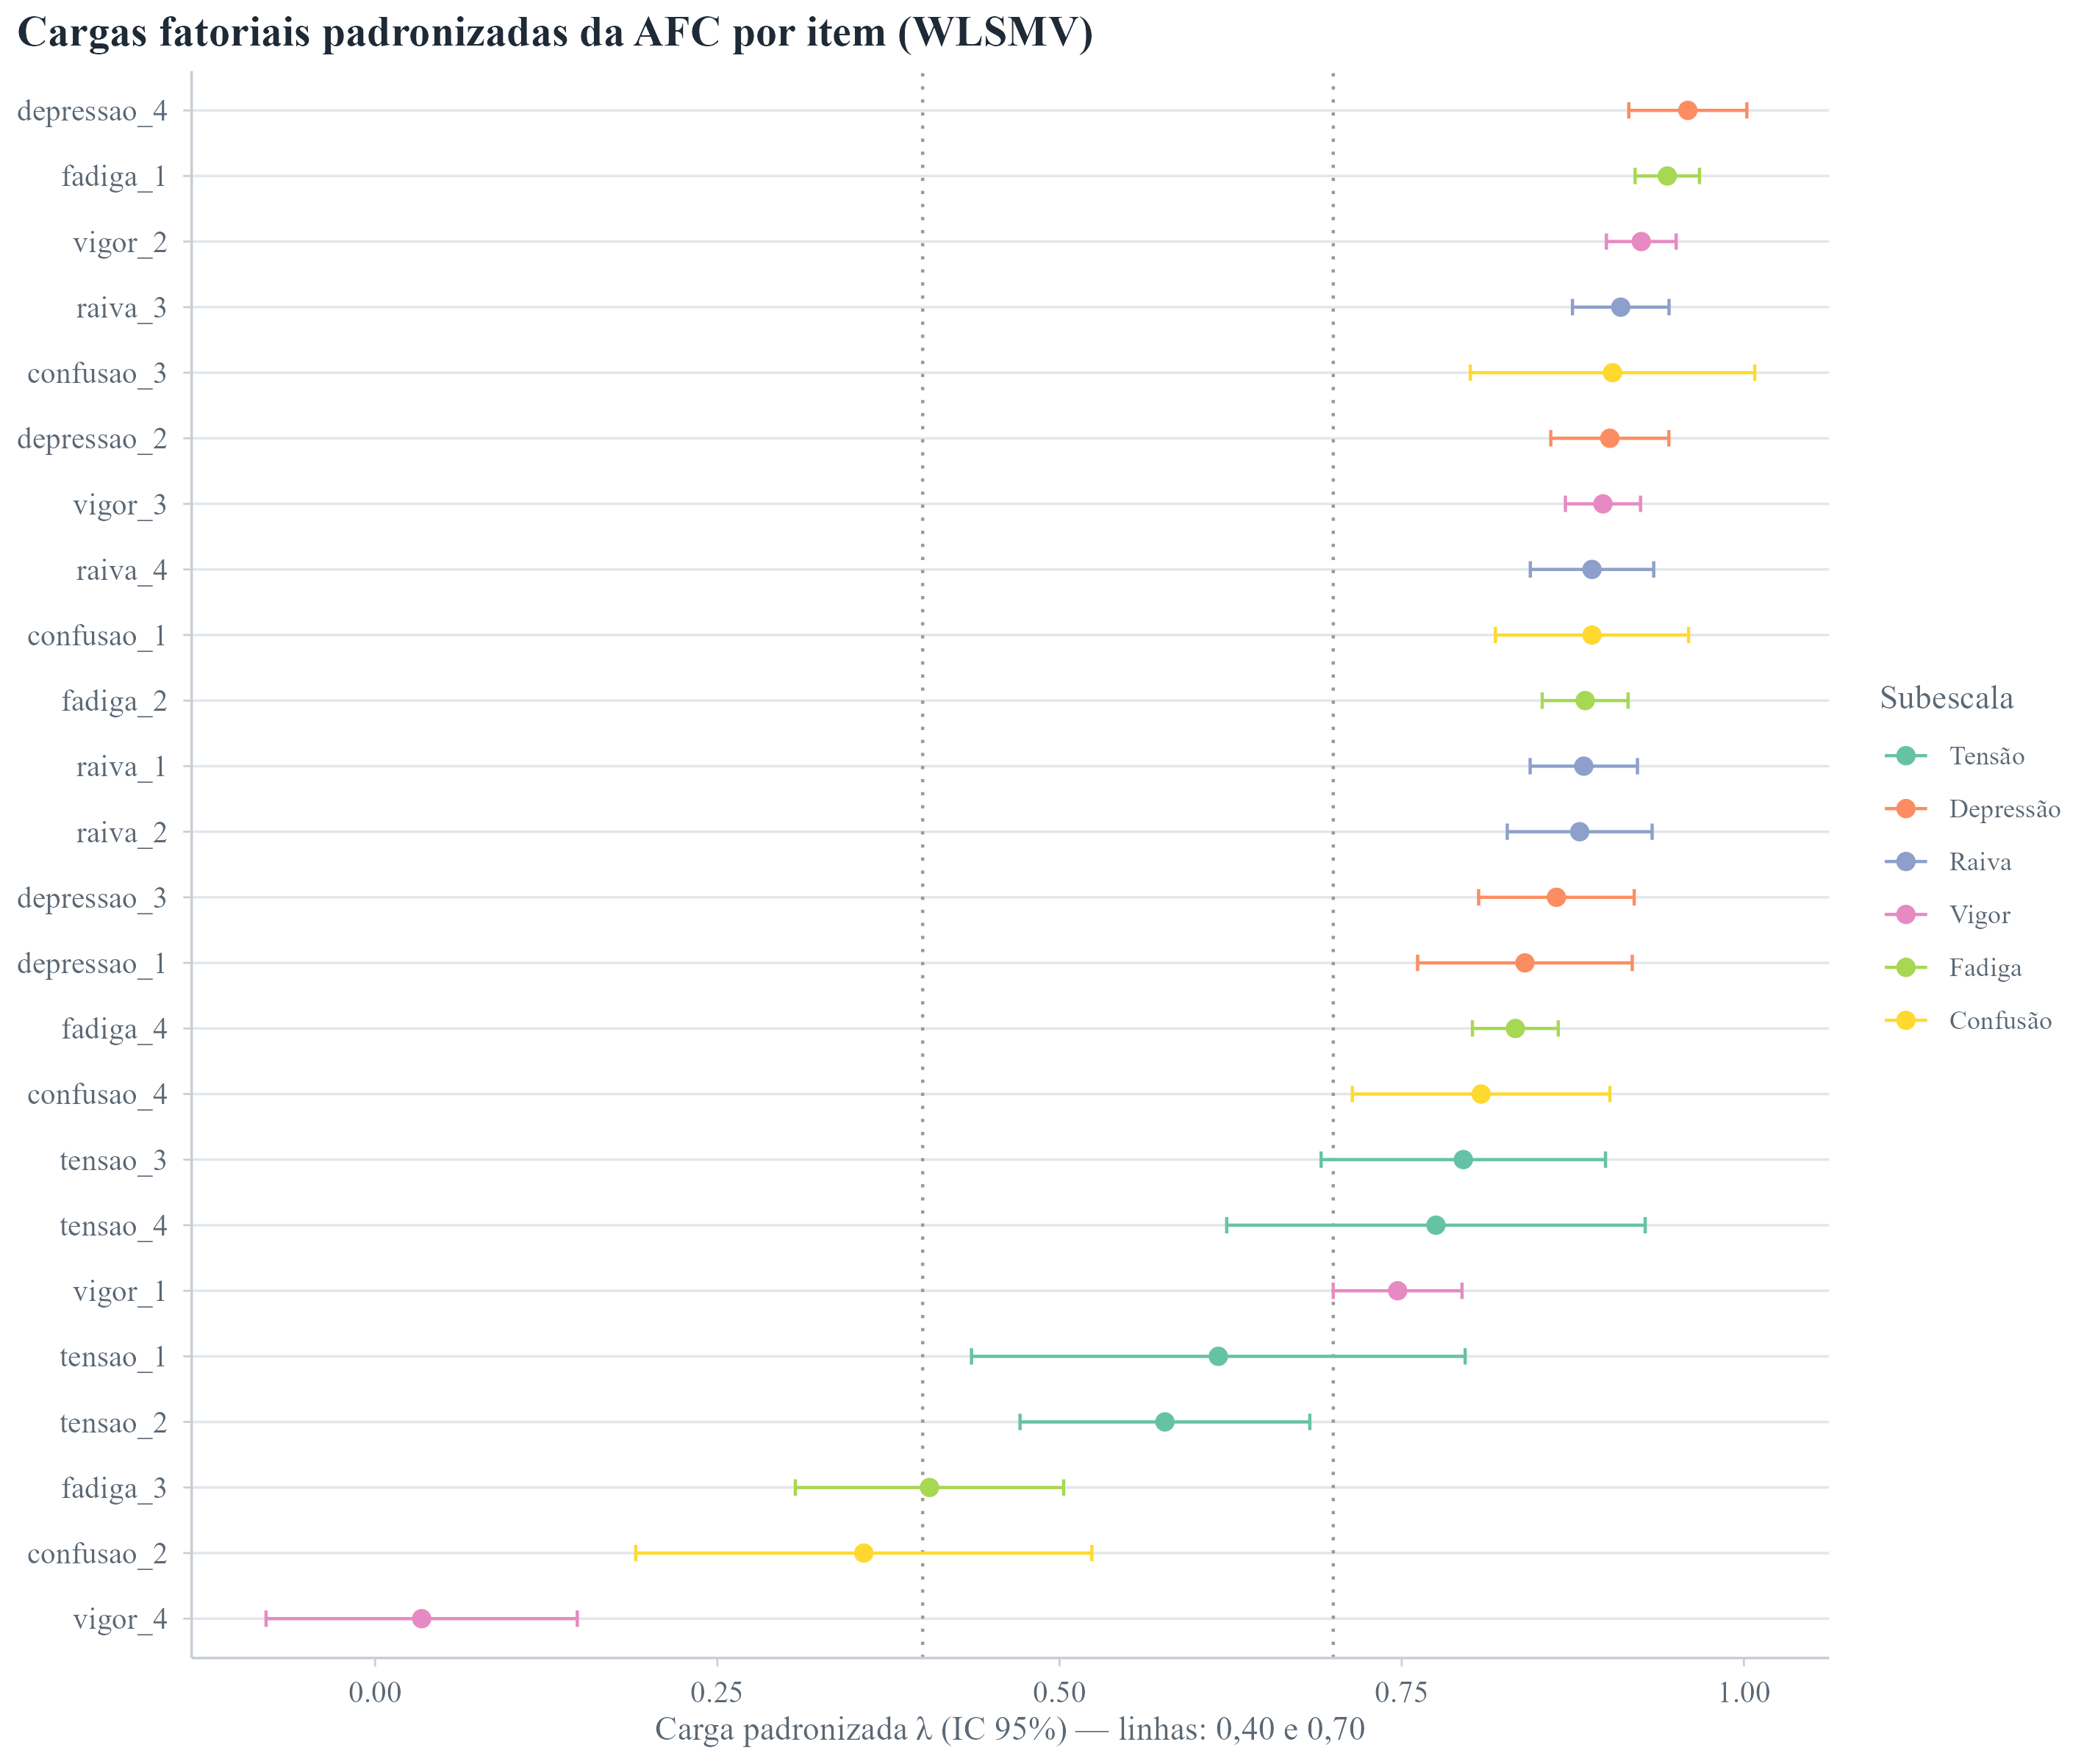 Cargas fatoriais padronizadas da AFC por item (WLSMV)
depressao_4
fadiga_1
vigor_2
raiva_3
confusao_3
depressao_2
vigor_3
raiva_4
confusao_1
fadiga_2
raiva_1
raiva_2
depressao_3
depressao_1
fadiga_4
confusao_4
tensao_3
tensao_4
vigor_1
tensao_1
tensao_2
fadiga_3
confusao_2
vigor_4
0.00 0.25 0.50 0.75 1.00
Carga padronizada λ (IC 95%) — linhas: 0,40 e 0,70
Subescala
Tensão
Depressão
Raiva
Vigor
Fadiga
Confusão